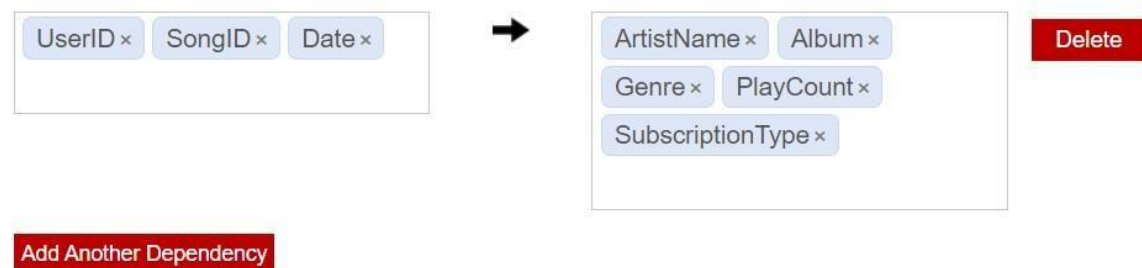 UserID × SongID × Date × ➡ ArtistName × Album × Delete
Genre × PlayCount ×
SubscriptionType ×
Add Another Dependency